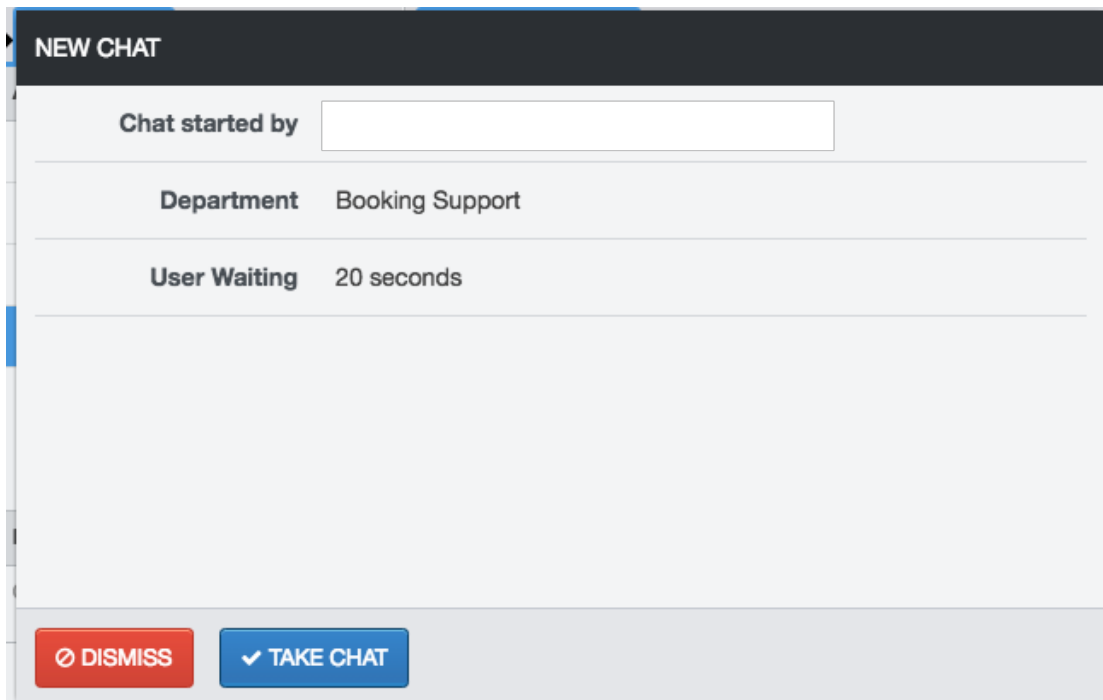 NEW CHAT
Chat started by
Department Booking Support
User Waiting 20 seconds
DISMISS TAKE CHAT